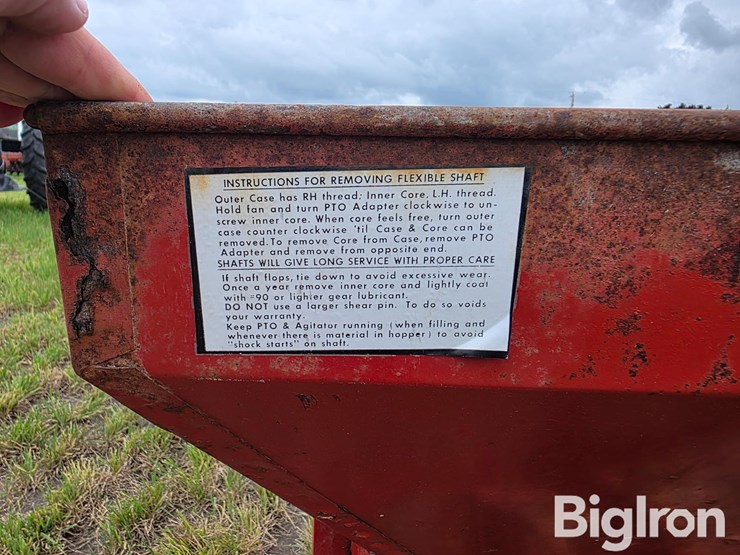 INSTRUCTIONS FOR REMOVING FLEXIBLE SHAFT
Outer Case has RH thread; Inner Core, L.H. thread.
Hold fan and turn PTO Adapter clockwise to un-
screw inner core. When core feels free, turn outer
case counter clockwise 'til Case & Core can be
removed. To remove Core from Case, remove PTO
Adapter and remove from opposite end.
SHAFTS WILL GIVE LONG SERVICE WITH PROPER CARE
If shaft flops, tie down to avoid excessive wear.
Once a year remove inner core and lightly coat
with #90 or lighier gear lubricant.
DO NOT use a larger shear pin. To do so voids
your warranty.
Keep PTO & Agitator running (when filling and
whenever there is material in hopper) to avoid
"shock starts" on shaft.
BigIron